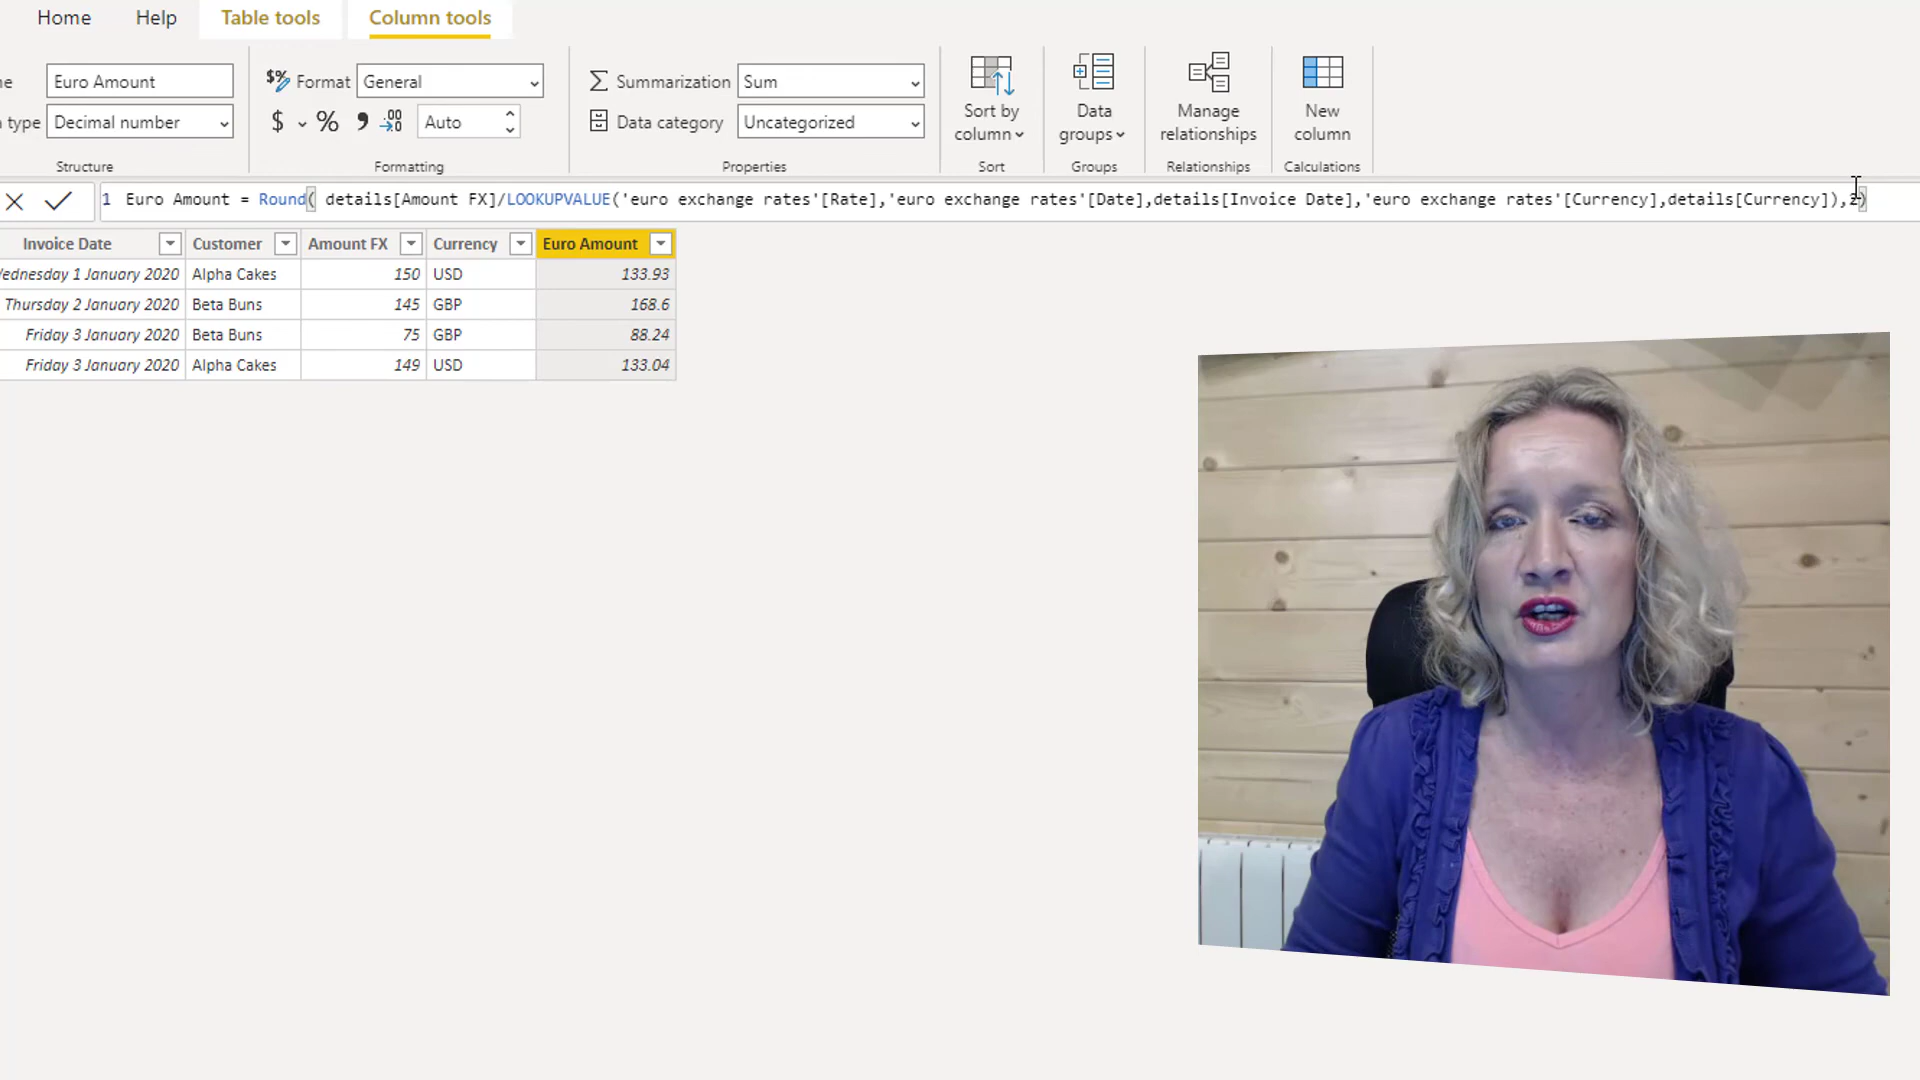 Home Help Table tools Column tools
me Euro Amount
$% Format General
Summarization Sum
type Decimal number
$ % 9 Auto
Data category Uncategorized
Sort by column
Data groups
Manage relationships
New column
Structure Formatting Properties Sort Groups Relationships Calculations
1 Euro Amount = Round( details[Amount FX]/LOOKUPVALUE('euro exchange rates'[Rate],'euro exchange rates'[Date],details[Invoice Date],'euro exchange rates'[Currency],details[Currency]),2)
Invoice Date Customer Amount FX Currency Euro Amount
ednesday 1 January 2020 Alpha Cakes 150 USD 133.93
Thursday 2 January 2020 Beta Buns 145 GBP 168.6
Friday 3 January 2020 Beta Buns 75 GBP 88.24
Friday 3 January 2020 Alpha Cakes 149 USD 133.04